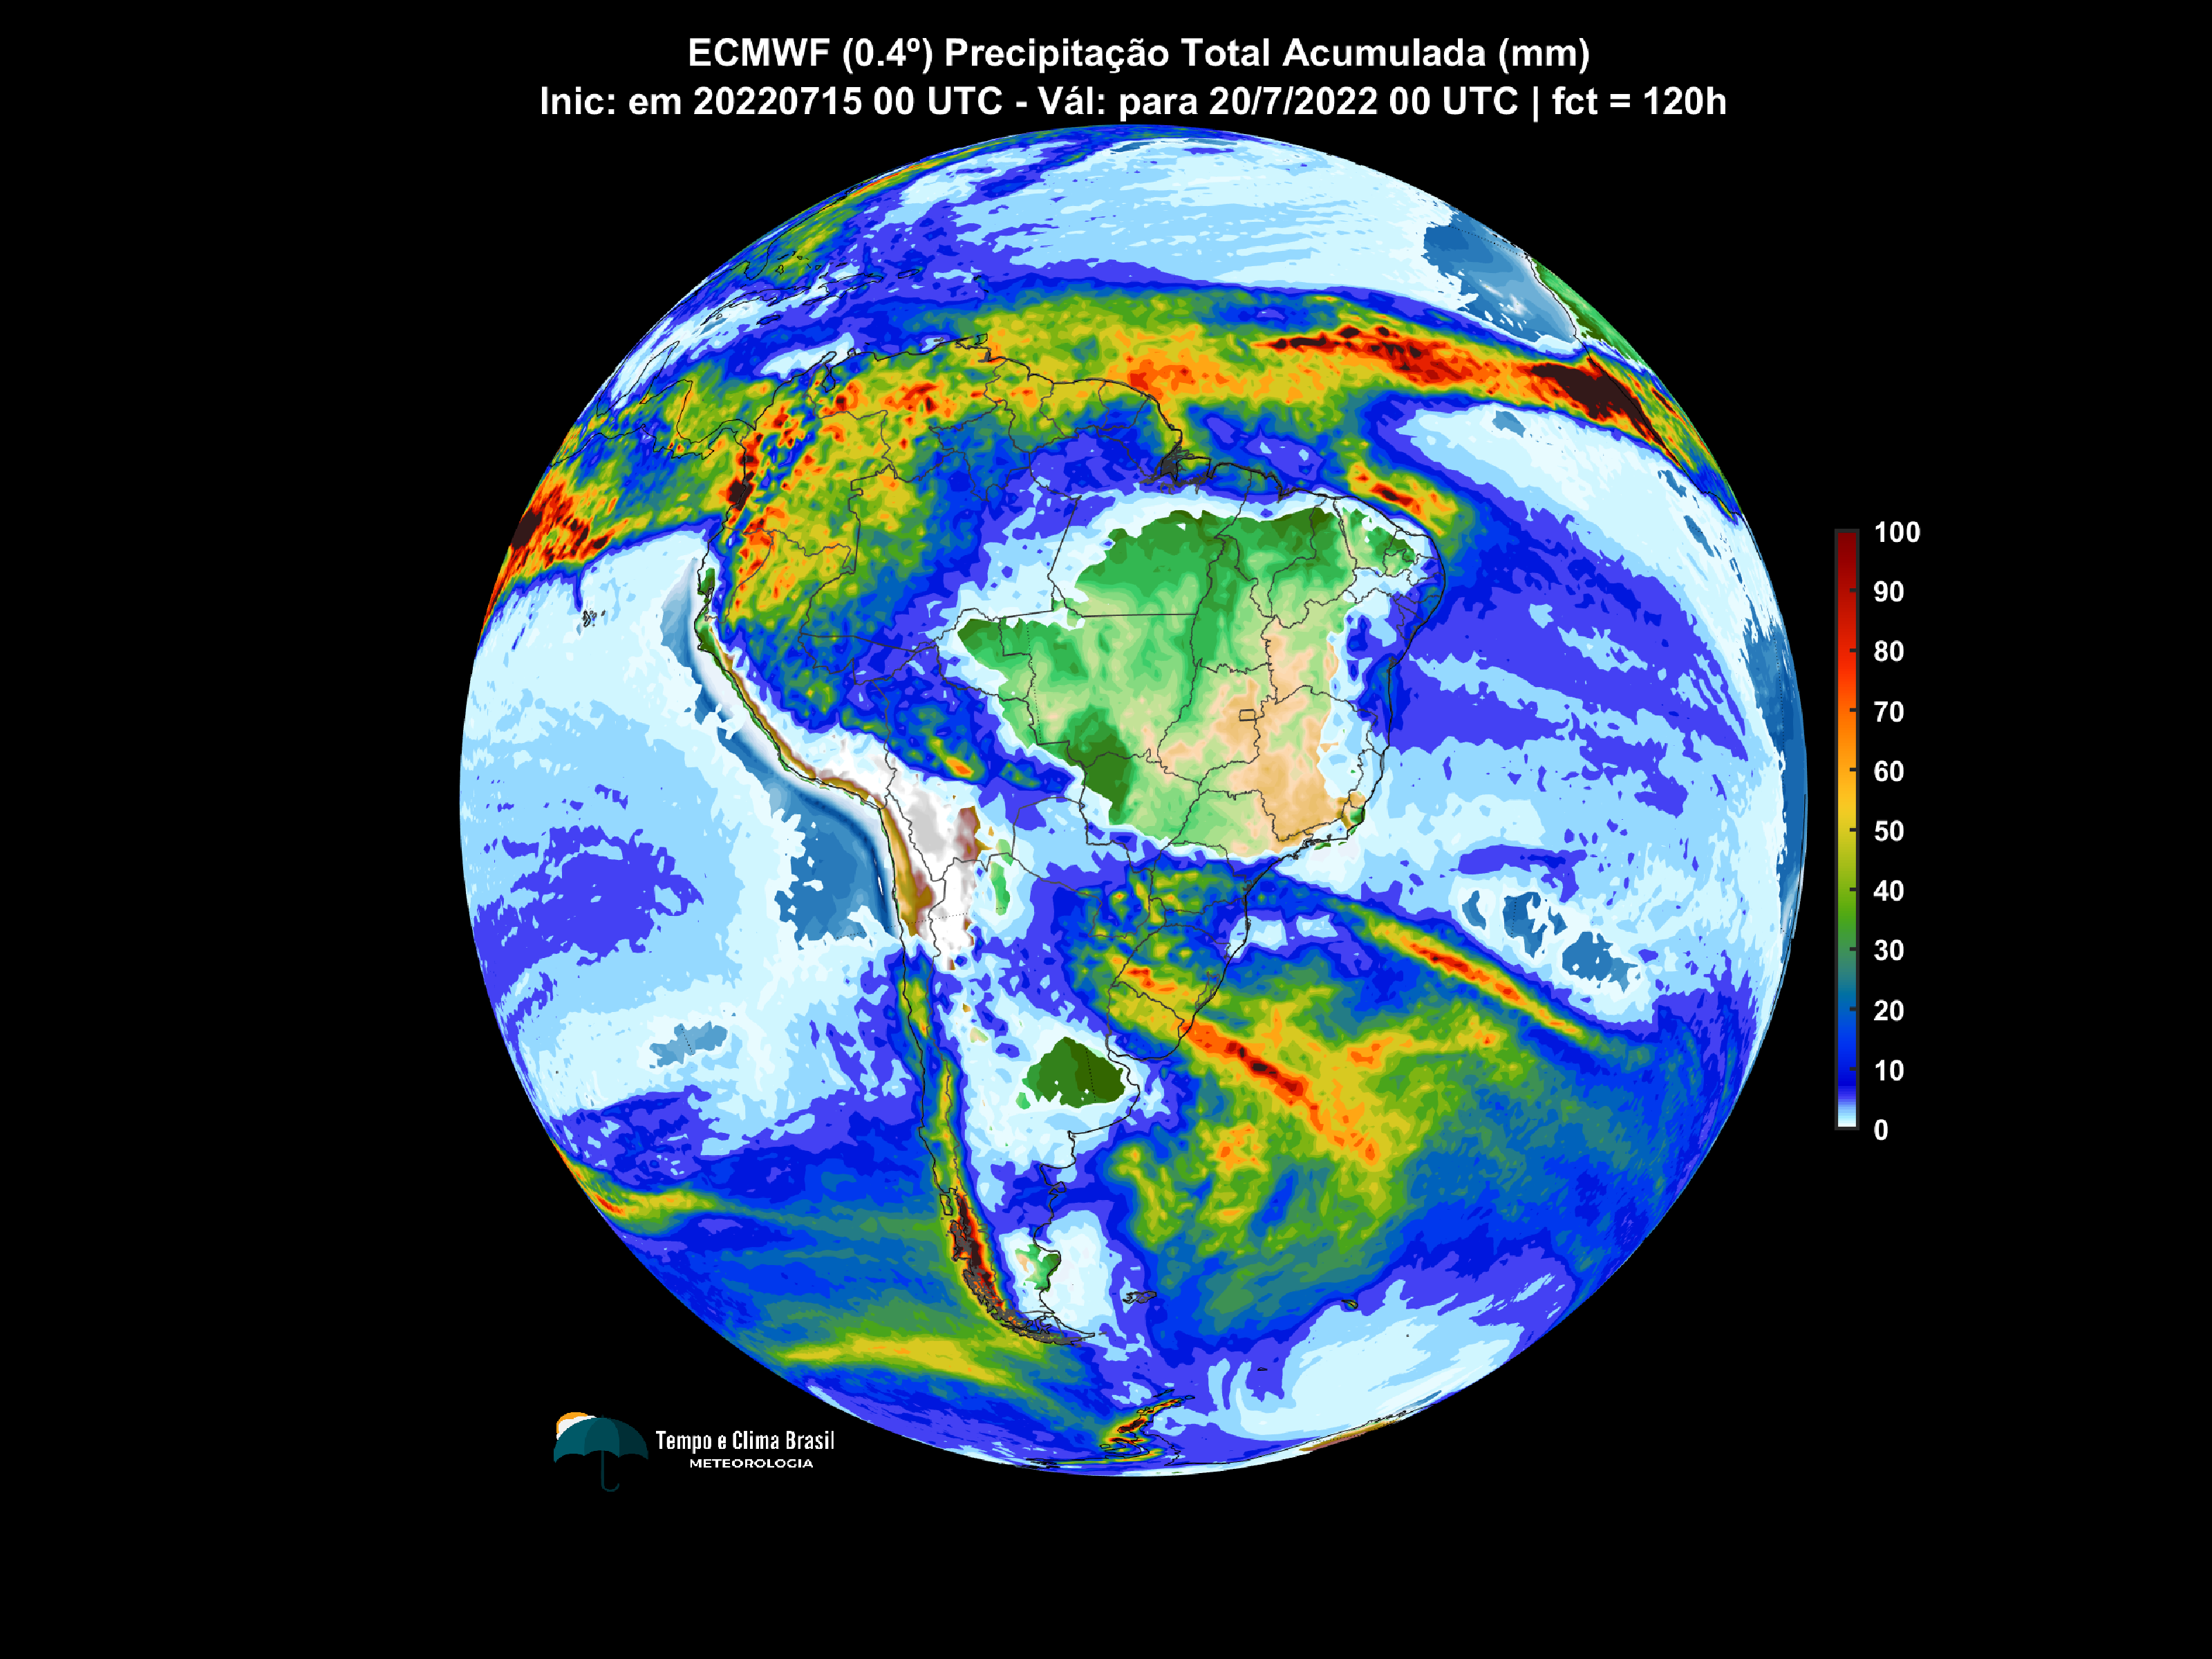 ECMWF (0.4º) Precipitação Total Acumulada (mm)
Inic: em 20220715 00 UTC - Vál: para 20/7/2022 00 UTC | fct = 120h
100
90
80
70
60
50
40
30
20
10
0
Tempo e Clima Brasil
METEOROLOGIA